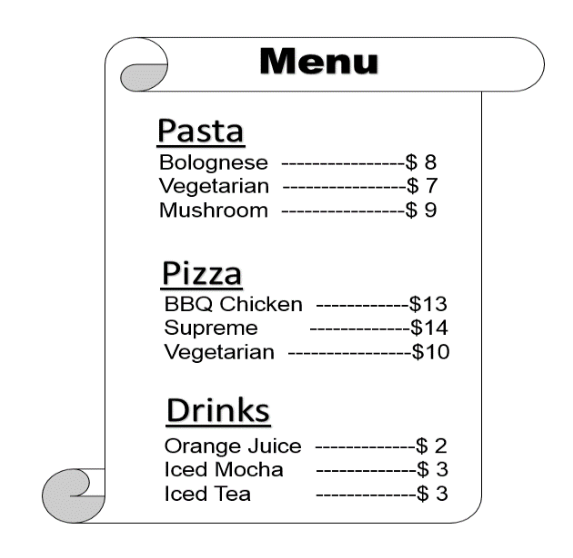 Menu
Pasta
Bolognese ----------------$ 8
Vegetarian ----------------$ 7
Mushroom ----------------$ 9
Pizza
BBQ Chicken ------------$13
Supreme -------------$14
Vegetarian ----------------$10
Drinks
Orange Juice -------------$ 2
Iced Mocha -------------$ 3
Iced Tea -------------$ 3